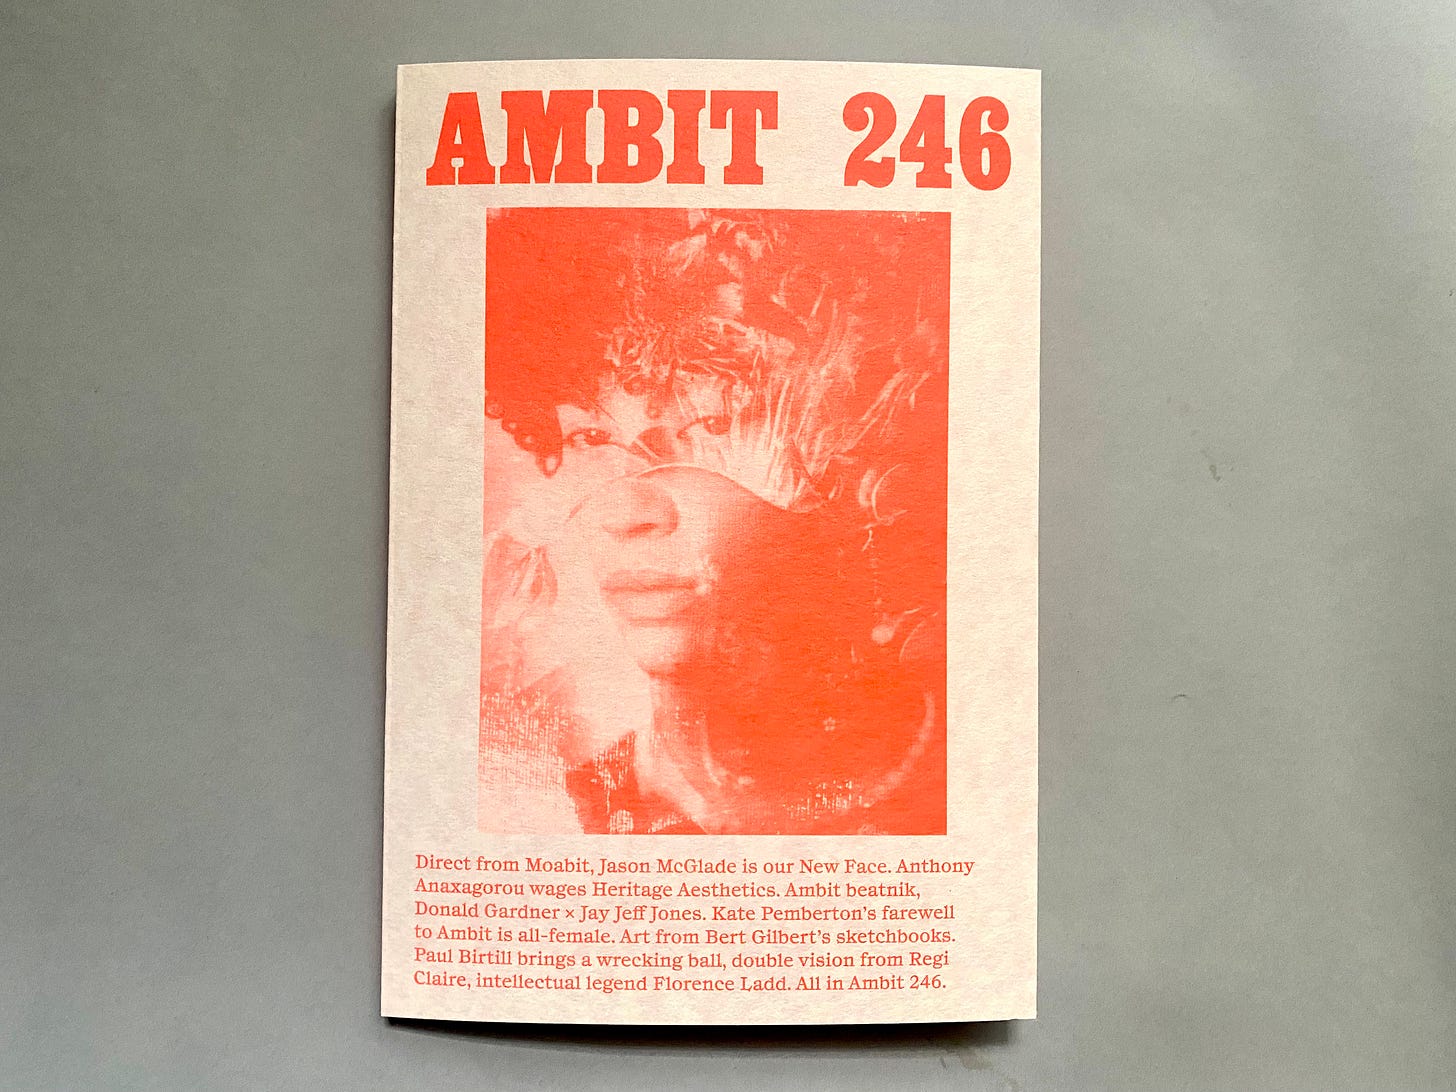 AMBIT 246
Direct from Moabit, Jason McGlade is our New Face. Anthony
Anaxagorou wages Heritage Aesthetics. Ambit beatnik,
Donald Gardner × Jay Jeff Jones. Kate Pemberton's farewell
to Ambit is all-female. Art from Bert Gilbert's sketchbooks.
Paul Birtill brings a wrecking ball, double vision from Regi
Claire, intellectual legend Florence Ladd. All in Ambit 246.